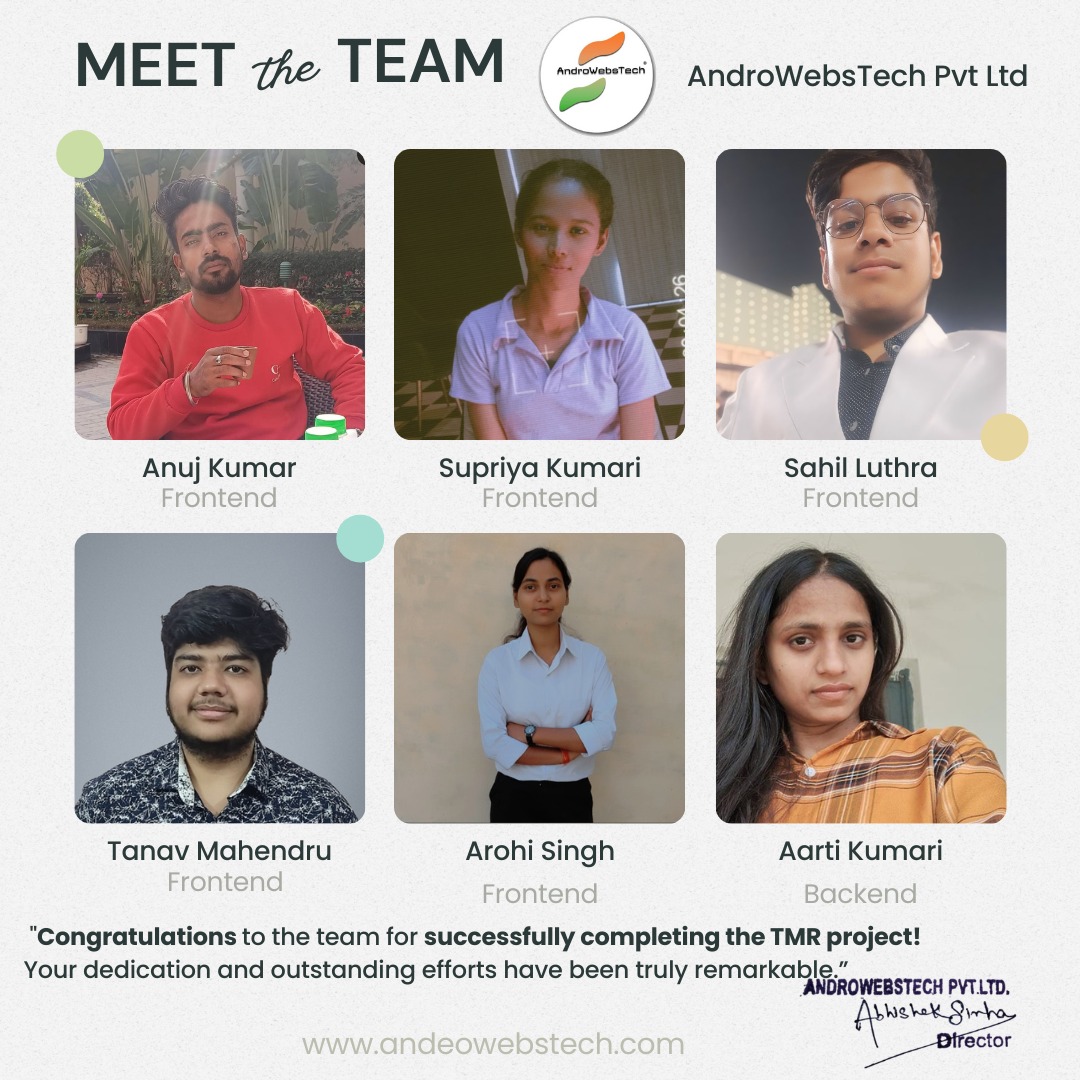 MEET the TEAM
AndroWebsTech
AndroWebsTech Pvt Ltd
Anuj Kumar
Frontend
Supriya Kumari
Frontend
Sahil Luthra
Frontend
Tanav Mahendru
Frontend
Arohi Singh
Frontend
Aarti Kumari
Backend
"Congratulations to the team for successfully completing the TMR project!
Your dedication and outstanding efforts have been truly remarkable.”
ANDROWEBSTECH PVT.LTD.
Abhishek Sinha
Director
www.andeowebstech.com